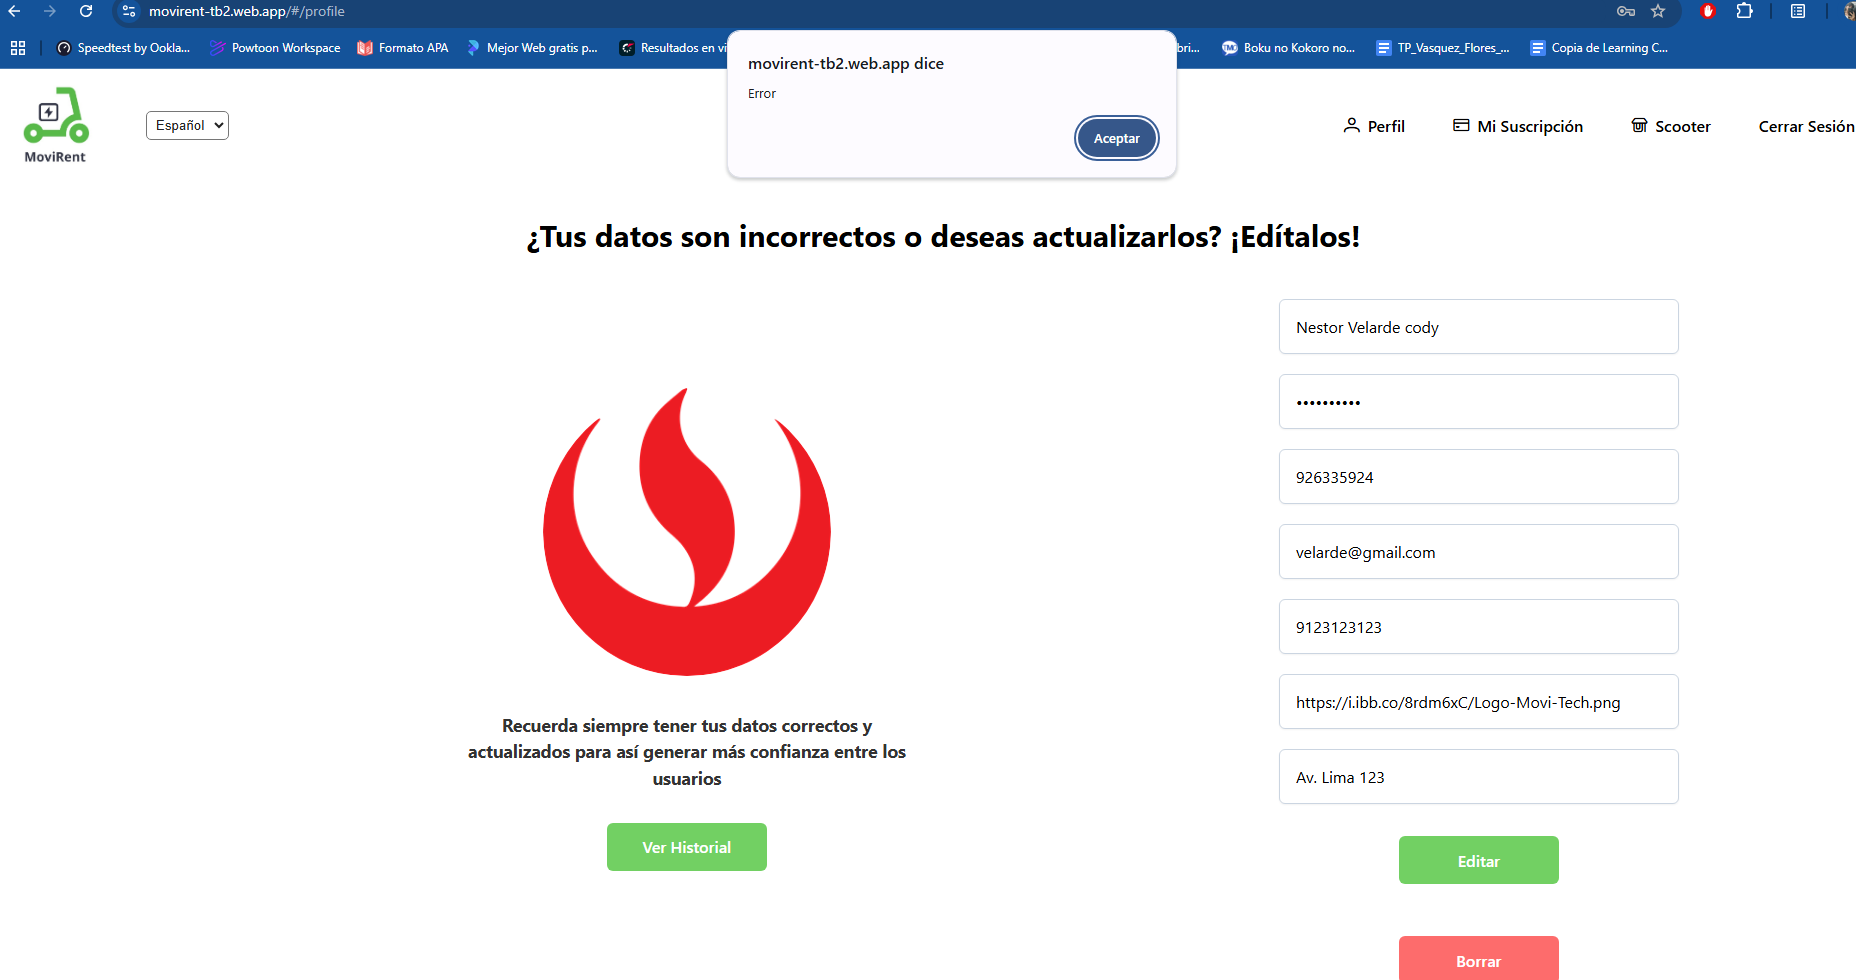 movirent-tb2.web.app/#/profile
Speedtest by Ookla...
Powtoon Workspace
Formato APA
Mejor Web gratis p...
Resultados en vi
bri...
Boku no Kokoro no...
TP_Vasquez_Flores_...
Copia de Learning C...
movirent-tb2.web.app dice
Error
Aceptar
MoviRent
Español
Perfil
Mi Suscripción
Scooter
Cerrar Sesión
¿Tus datos son incorrectos o deseas actualizarlos? ¡Edítalos!
Recuerda siempre tener tus datos correctos y
actualizados para así generar más confianza entre los
usuarios
Ver Historial
Nestor Velarde cody
••••••••••
926335924
velarde@gmail.com
9123123123
https://i.ibb.co/8rdm6xC/Logo-Movi-Tech.png
Av. Lima 123
Editar
Borrar